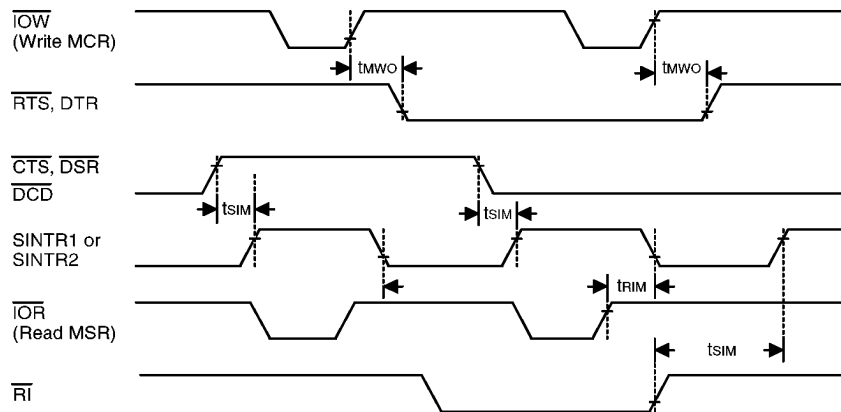 IOW
(Write MCR)
tMWO
tMWO
RTS, DTR
CTS, DSR
DCD
tSIM
tSIM
SINTR1 or
SINTR2
tRIM
IOR
(Read MSR)
tSIM
RI